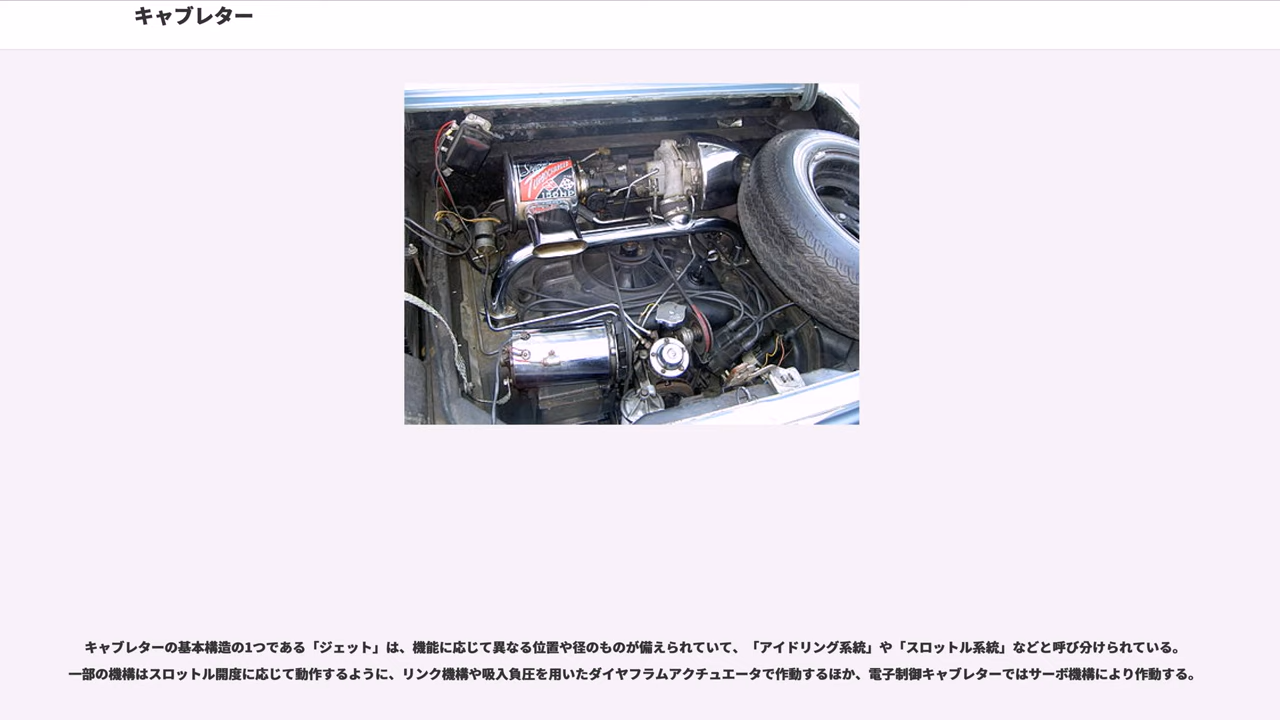 キャブレター
Turbocharged
150 HP
キャブレターの基本構造の1つである「ジェット」は、機能に応じて異なる位置や径のものが備えられていて、「アイドリング系統」や「スロットル系統」などと呼び分けられている。
一部の機構はスロットル開度に応じて動作するように、リンク機構や吸入負圧を用いたダイヤフラムアクチュエータで作動するほか、電子制御キャブレターではサーボ機構により作動する。